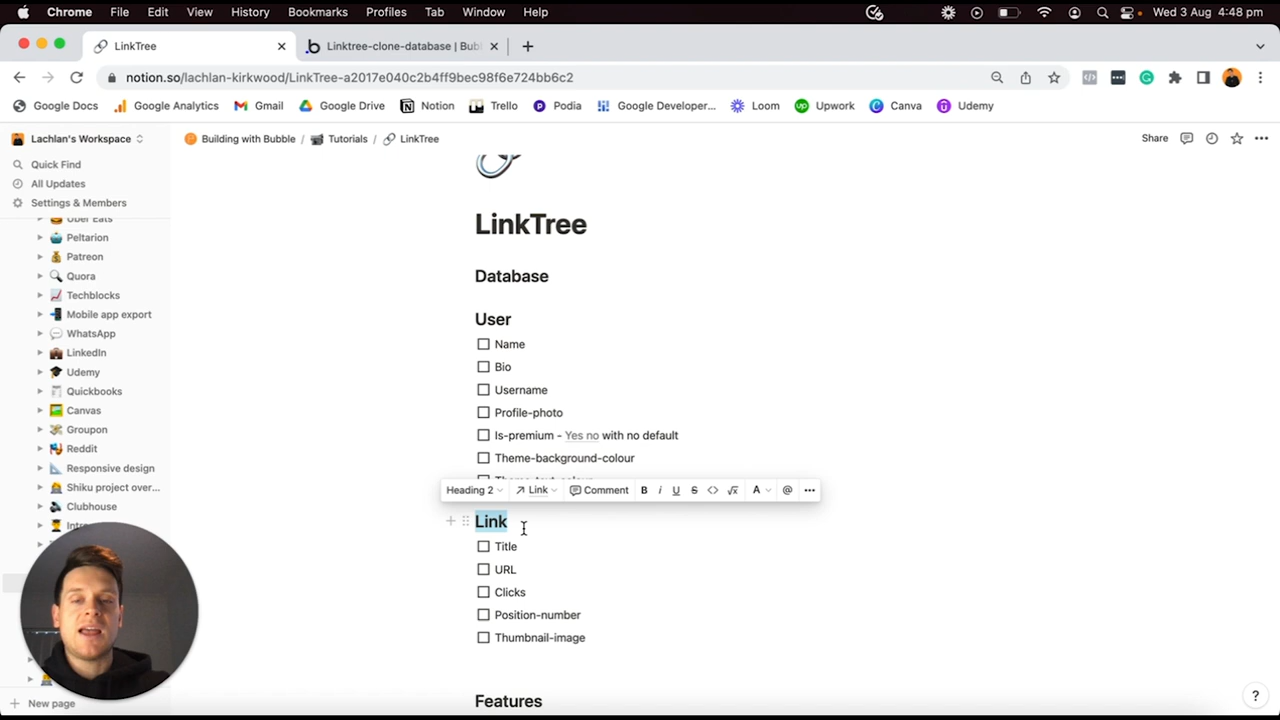 Chrome File Edit View History Bookmarks Profiles Tab Window Help Wed 3 Aug 4:48 pm
LinkTree Linktree-clone-database | Bub
notion.so/lachlan-kirkwood/LinkTree-a2017e040c2b4ff9bec98f6e724bb6c2
Google Docs Google Analytics Gmail Google Drive Notion Trello Podia Google Developer... Loom Upwork Canva Udemy
Lachlan's Workspace Building with Bubble / Tutorials / LinkTree Share
Quick Find
All Updates
Settings & Members
Uber Eats
Peltarion
Patreon
Quora
Techblocks
Mobile app export
WhatsApp
LinkedIn
Udemy
Quickbooks
Canvas
Groupon
Reddit
Responsive design
Shiku project over...
Clubhouse
New page
LinkTree
Database
User
Name
Bio
Username
Profile-photo
Is-premium - Yes no with no default
Theme-background-colour
Heading 2 Link Comment B i U S <> √x A @ •••
Link
Title
URL
Clicks
Position-number
Thumbnail-image
Features
?